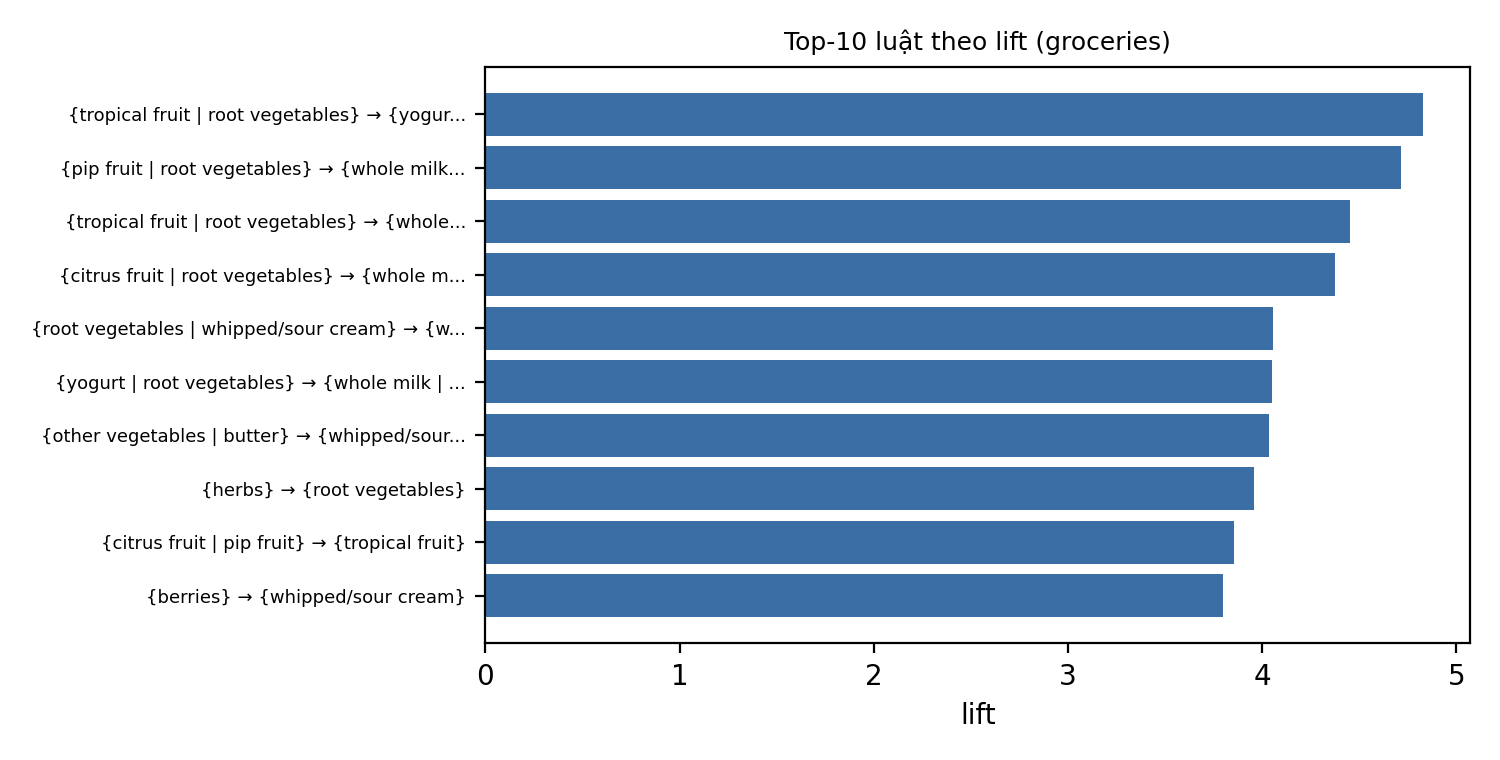 Top-10 luật theo lift (groceries)
{tropical fruit | root vegetables} → {yogur...
{pip fruit | root vegetables} → {whole milk...
{tropical fruit | root vegetables} → {whole...
{citrus fruit | root vegetables} → {whole m...
{root vegetables | whipped/sour cream} → {w...
{yogurt | root vegetables} → {whole milk | ...
{other vegetables | butter} → {whipped/sour...
{herbs} → {root vegetables}
{citrus fruit | pip fruit} → {tropical fruit}
{berries} → {whipped/sour cream}
0 1 2 3 4 5
lift